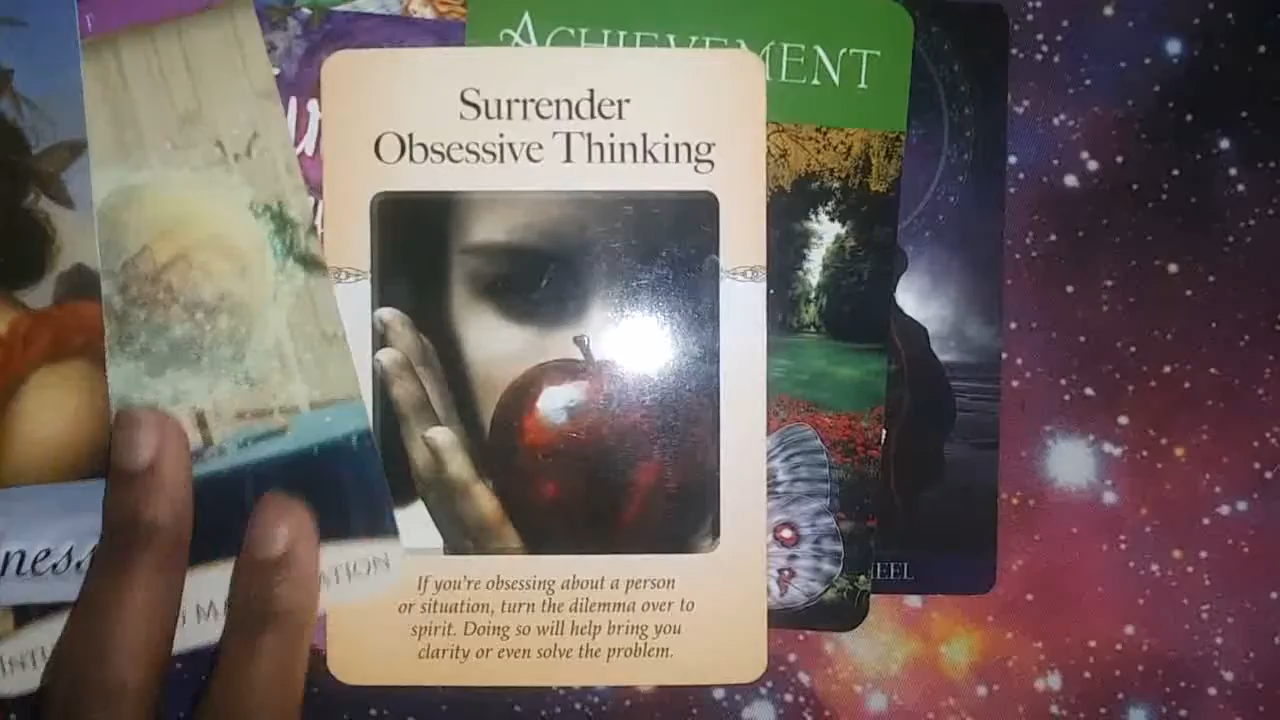 ACHIEVEMENT
Surrender
Obsessive Thinking
If you're obsessing about a person
or situation, turn the dilemma over to
spirit. Doing so will help bring you
clarity or even solve the problem.